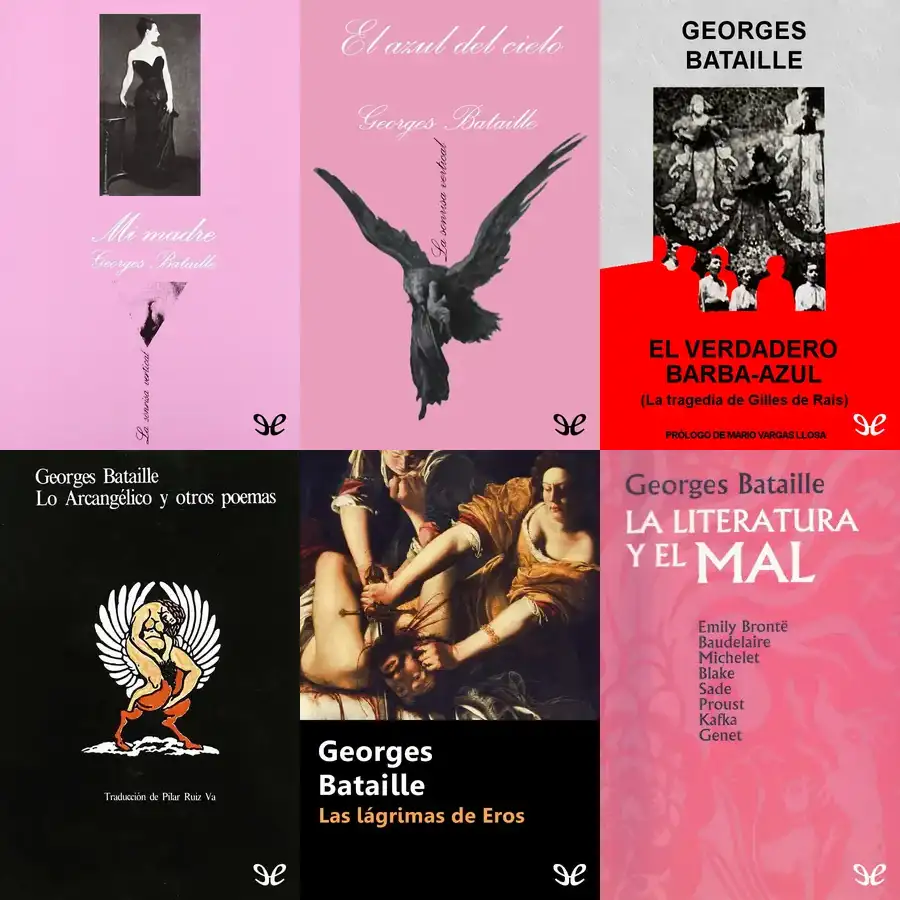 Mi madre
Georges Bataille
La sonrisa vertical
El azul del cielo
Georges Bataille
La sonrisa vertical
GEORGES
BATAILLE
EL VERDADERO
BARBA-AZUL
(La tragedia de Gilles de Rais)
PRÓLOGO DE MARIO VARGAS LLOSA
Georges Bataille
Lo Arcangélico y otros poemas
Traducción de Pilar Ruiz Va
Georges
Bataille
Las lágrimas de Eros
Georges Bataille
LA LITERATURA
Y EL MAL
Emily Brontë
Baudelaire
Michelet
Blake
Sade
Proust
Kafka
Genet